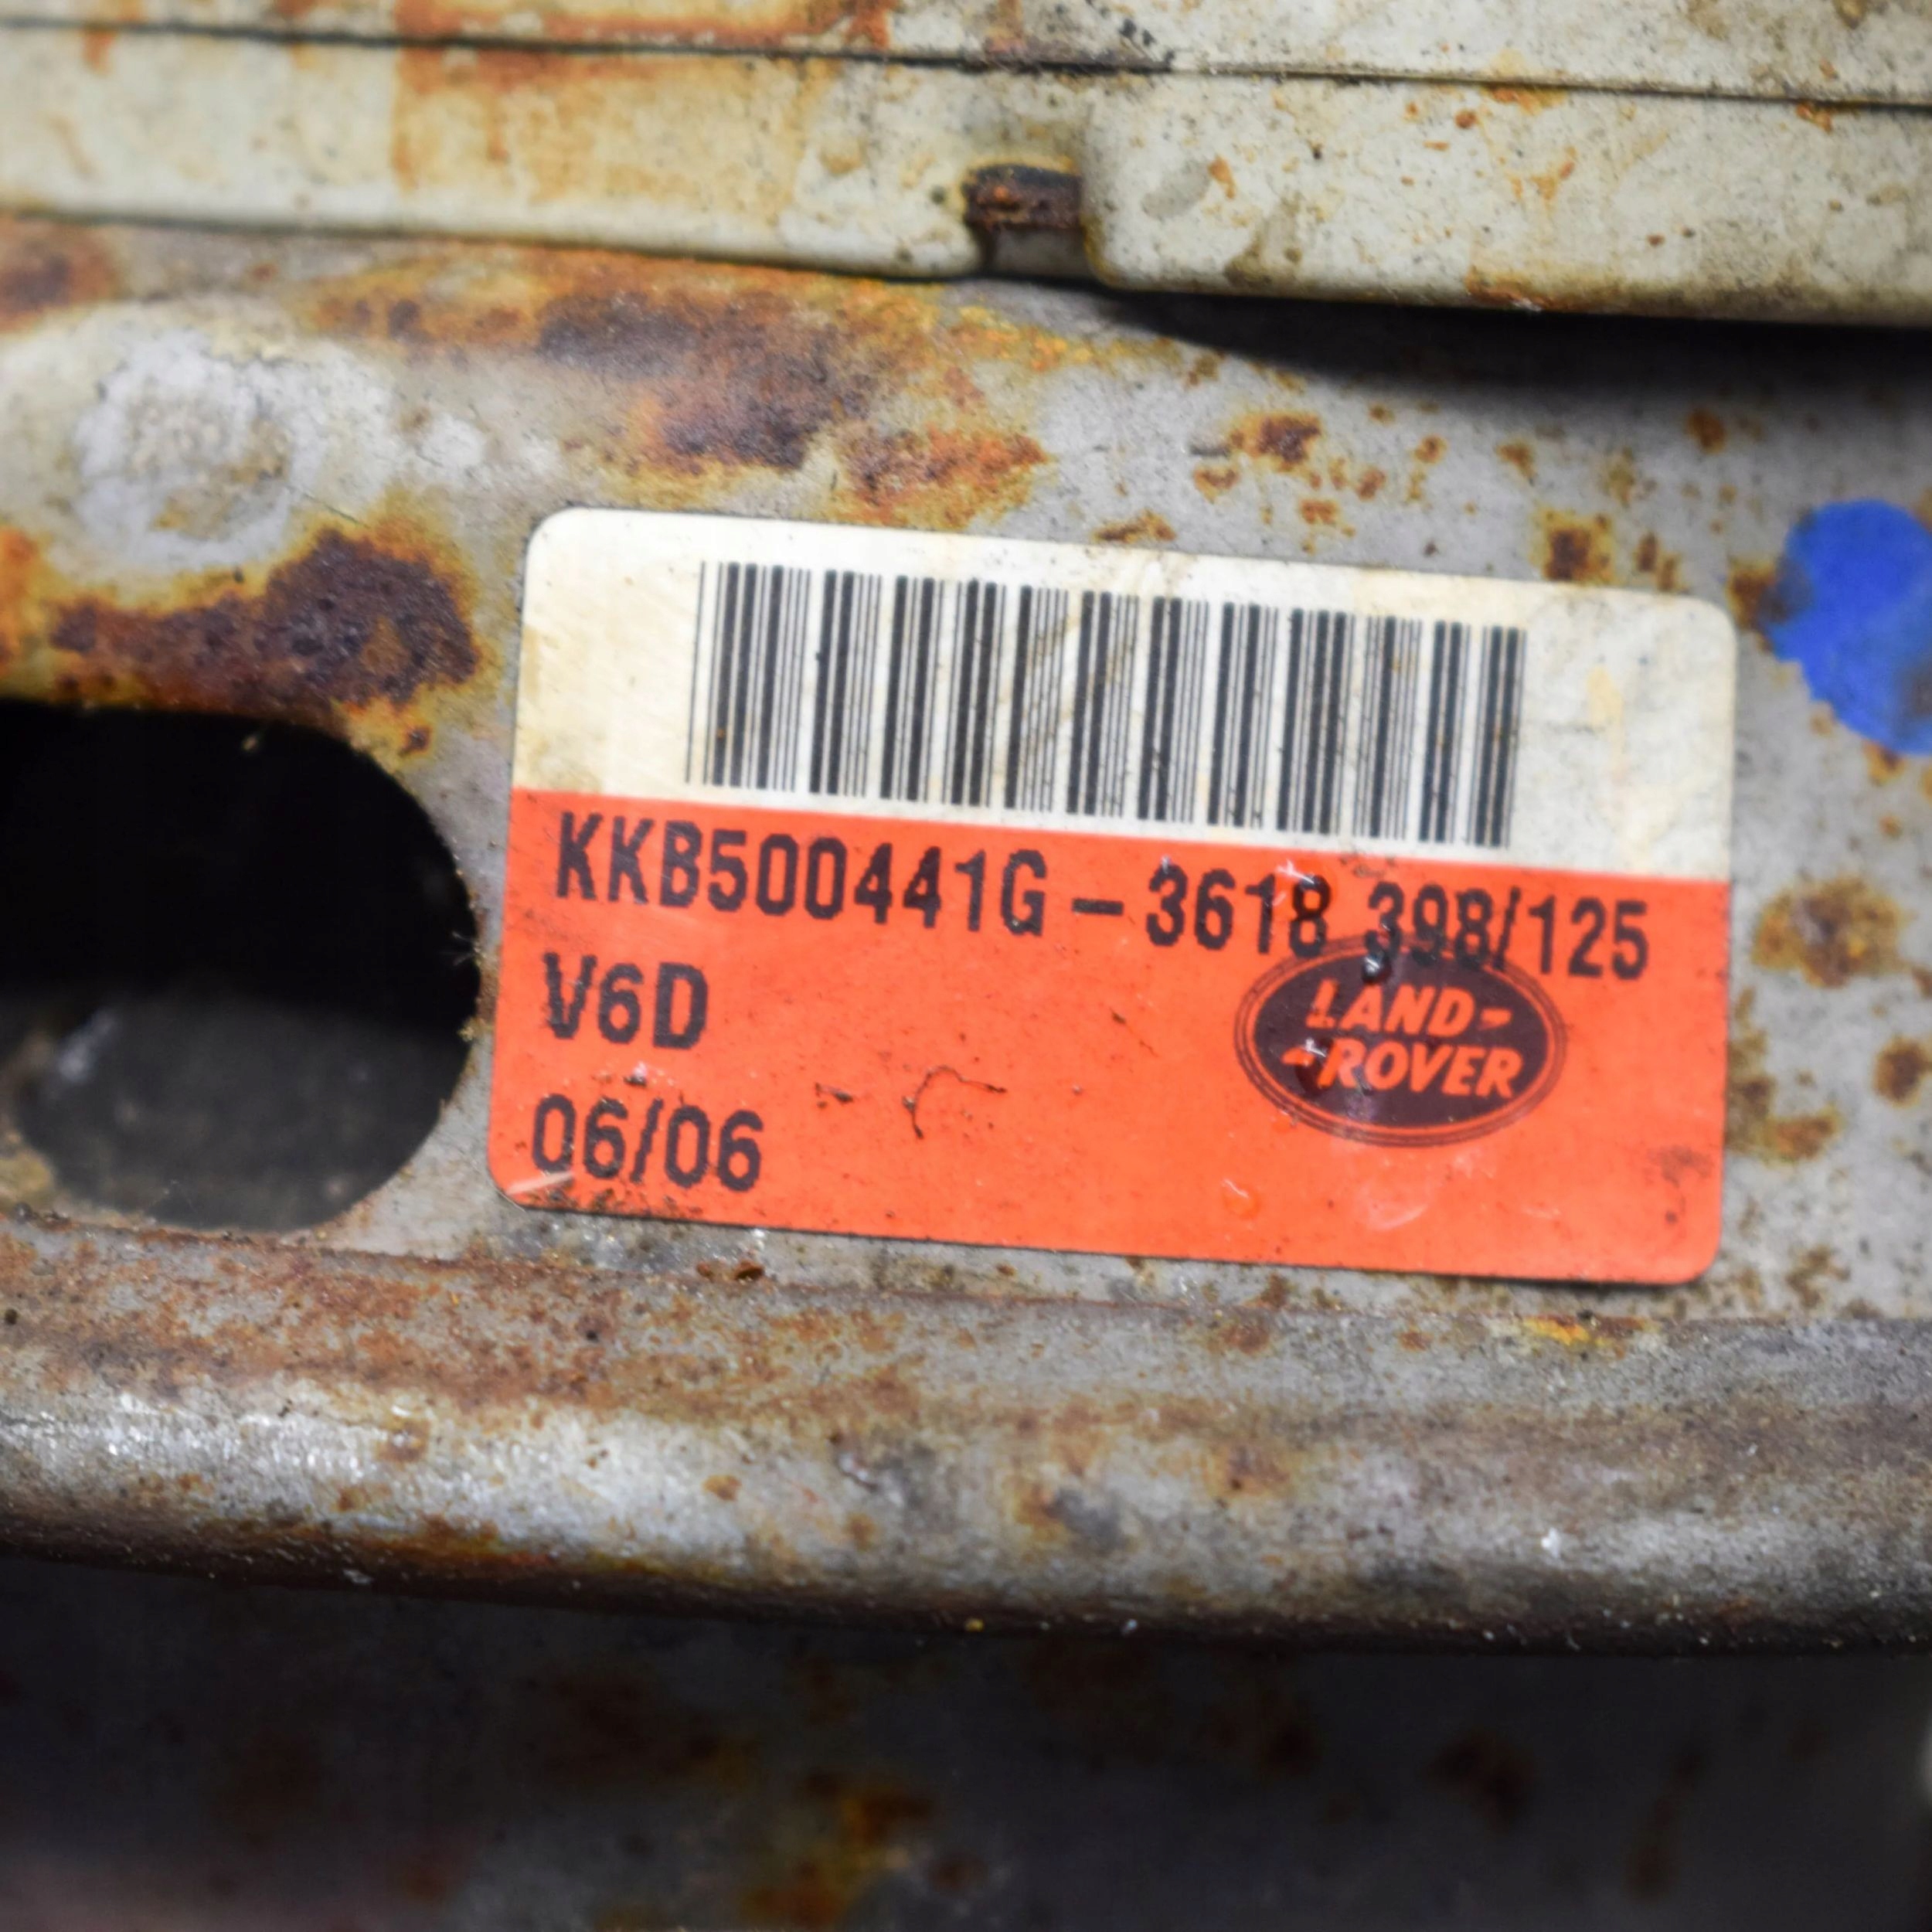 KKB500441G - 3618 398/125
V6D
LAND-
-ROVER
06/06